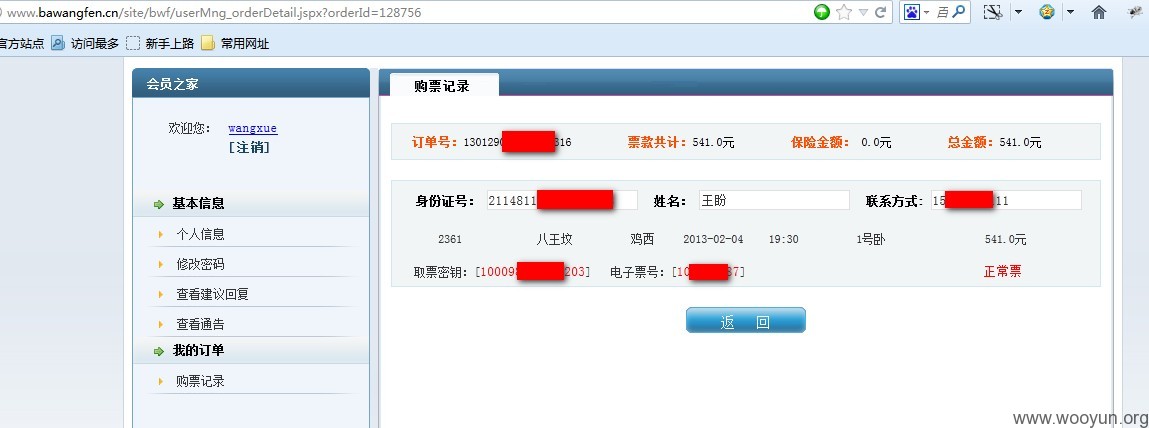 www.bawangfen.cn/site/bwf/userMng_orderDetail.jspx?orderId=128756
百
官方站点 访问最多 新手上路 常用网址
会员之家
欢迎您: wangxue
[注销]
基本信息
个人信息
修改密码
查看建议回复
查看通告
我的订单
购票记录
购票记录
订单号: 130129 316 票款共计: 541.0元 保险金额: 0.0元 总金额: 541.0元
身份证号: 2114811 姓名: 王盼 联系方式: 15 11
2361 八王坟 鸡西 2013-02-04 19:30 1号卧 541.0元
取票密钥: [10009 203] 电子票号: [10 7] 正常票
返 回
www.wooyun.org